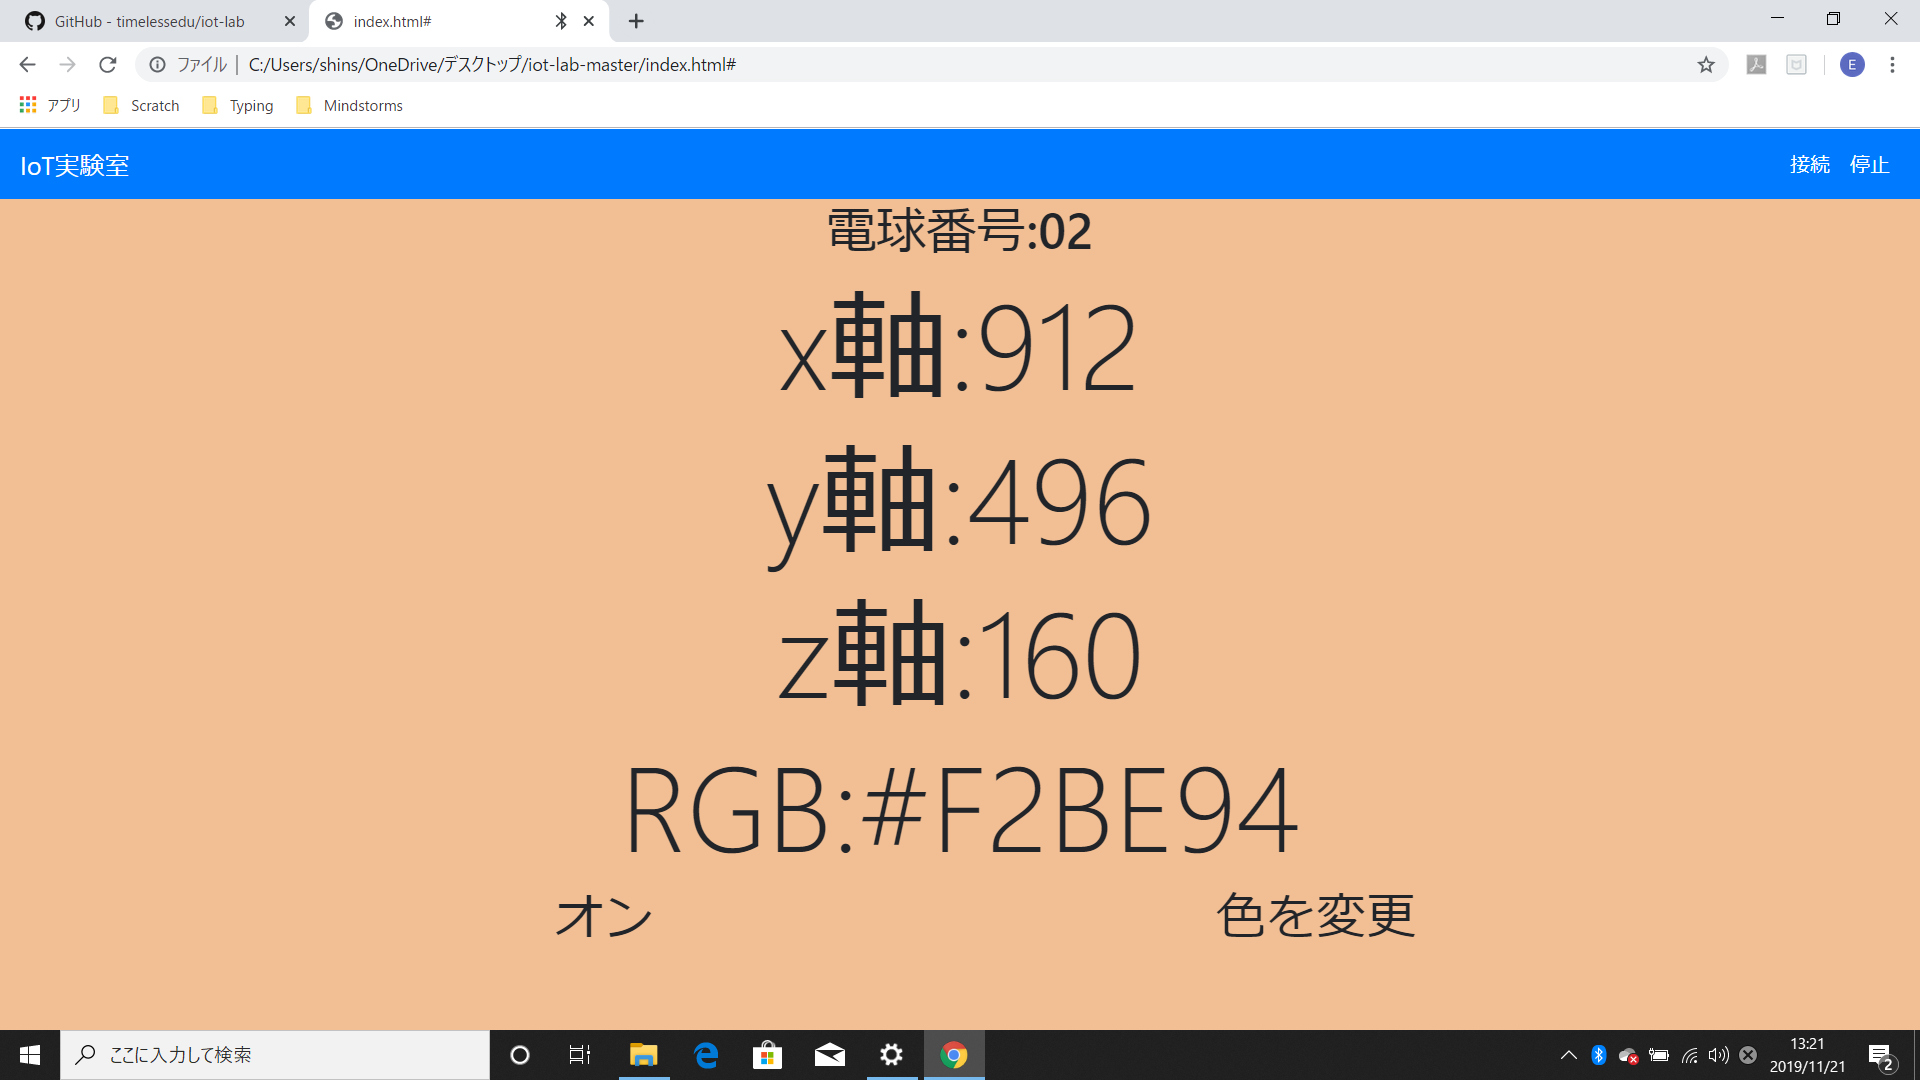 GitHub - timelessedu/iot-lab
index.html#
ファイル | C:/Users/shins/OneDrive/デスクトップ/iot-lab-master/index.html#
E
アプリ Scratch Typing Mindstorms
IoT実験室
接続 停止
電球番号:02
x軸:912
y軸:496
z軸:160
RGB:#F2BE94
オン 色を変更
ここに入力して検索
13:21
2019/11/21
2